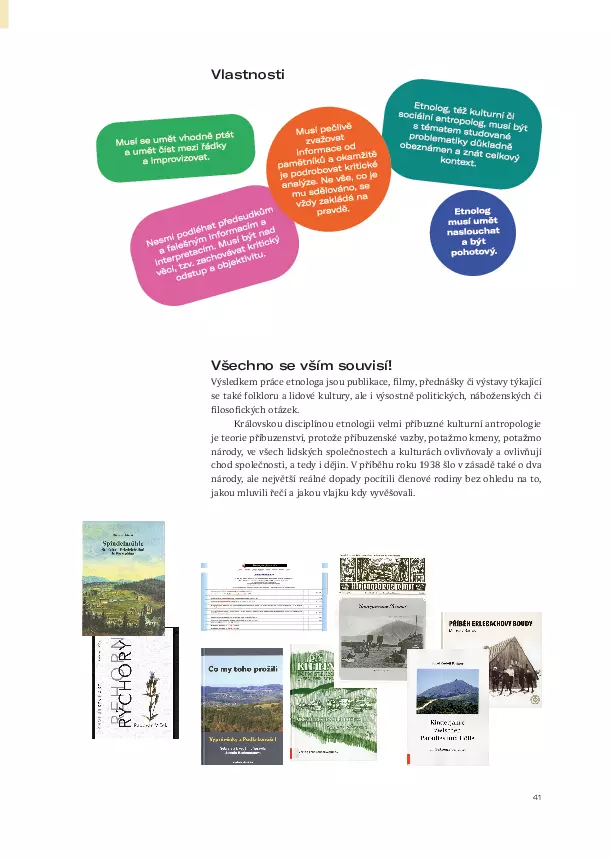 Vlastnosti
Musí se umět vhodně ptát
a umět číst mezi řádky
a improvizovat.
Musí pečlivě
zvažovat
informace od
pamětníků a okamžitě
je podrobovat kritické
analýze. Ne vše, co je
mu sdělováno, se
vždy zakládá na
pravdě.
Etnolog, též kulturní či
sociální antropolog, musí být
s tématem studované
problematiky důkladně
obeznámen a znát celkový
kontext.
Nesmí podléhat předsudkům
a falešným informacím a
interpretacím. Musí být nad
věcí, tzv. zachovávat kritický
odstup a objektivitu.
Etnolog
musí umět
naslouchat
a být
pohotový.
Všechno se vším souvisí!
Výsledkem práce etnologa jsou publikace, filmy, přednášky či výstavy týkající
se také folkloru a lidové kultury, ale i výsostně politických, náboženských či
filosofických otázek.
Královskou disciplínou etnologii velmi příbuzné kulturní antropologie
je teorie příbuzenství, protože příbuzenské vazby, potažmo kmeny, potažmo
národy, ve všech lidských společnostech a kulturách ovlivňovaly a ovlivňují
chod společnosti, a tedy i dějin. V příběhu roku 1938 šlo v zásadě také o dva
národy, ale největší reálné dopady pocítili členové rodiny bez ohledu na to,
jakou mluvili řečí a jakou vlajku kdy vyvěšovali.
Spindelmühle
PŘÍBĚH ERLEBACHOVY BOUDY
RÝCHORY
Co my toho prožili
Kinderjahre
zwischen
41